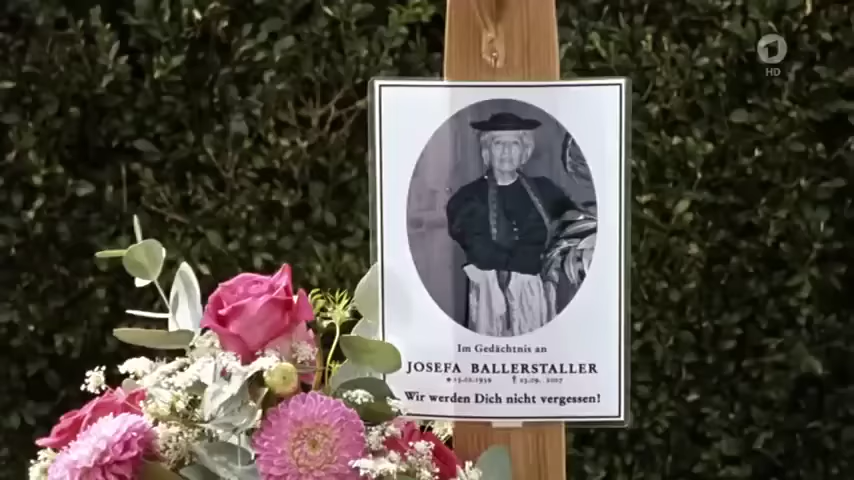 1
HD
Im Gedächtnis an
JOSEFA BALLERSTALLER
Wir werden Dich nicht vergessen!